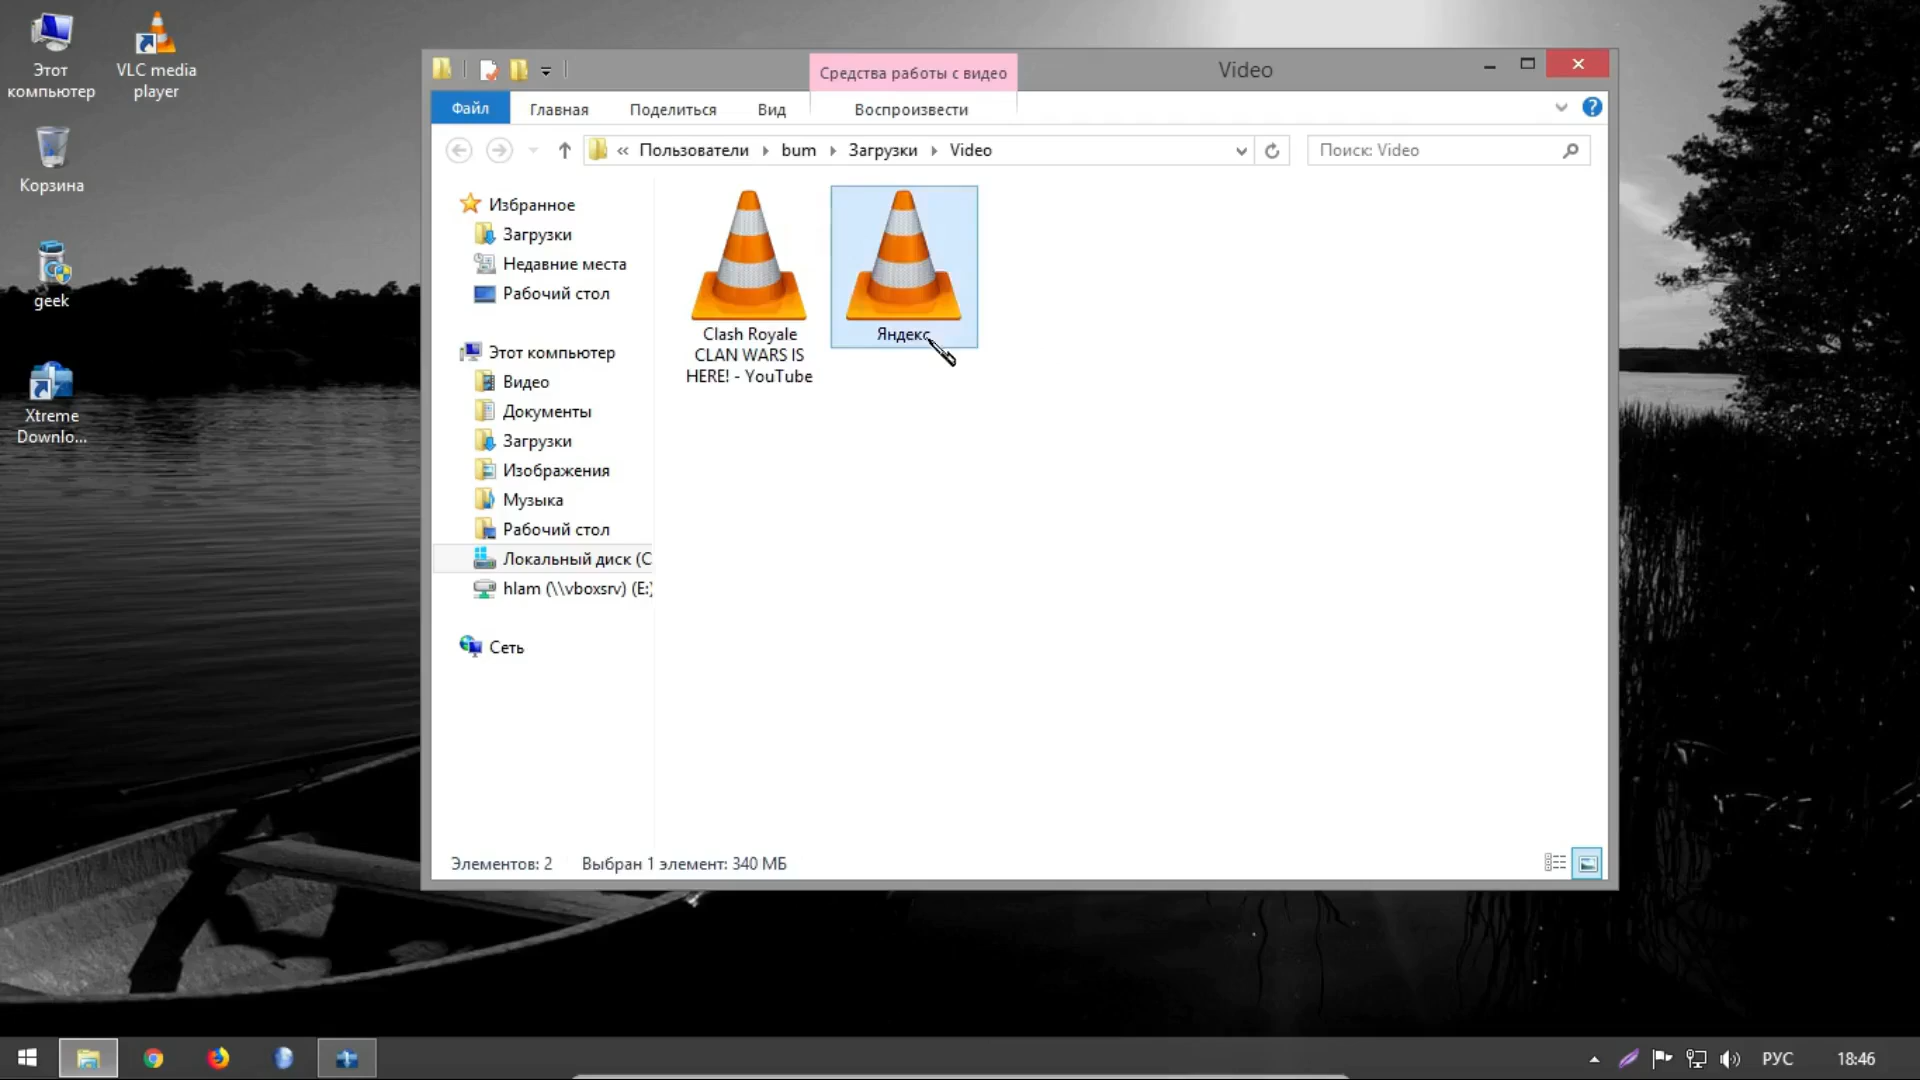 Этот
компьютер
VLC media
player
Корзина
geek
Xtreme
Downlo...
Средства работы с видео
Video
Файл
Главная
Поделиться
Вид
Воспроизвести
« Пользователи
bum
Загрузки
Video
Поиск: Video
Избранное
Загрузки
Недавние места
Рабочий стол
Этот компьютер
Видео
Документы
Загрузки
Изображения
Музыка
Рабочий стол
Локальный диск (C
hlam (\\vboxsrv) (E:)
Сеть
Clash Royale
CLAN WARS IS
HERE! - YouTube
Яндекс
Элементов: 2
Выбран 1 элемент: 340 МБ
РУС
18:46